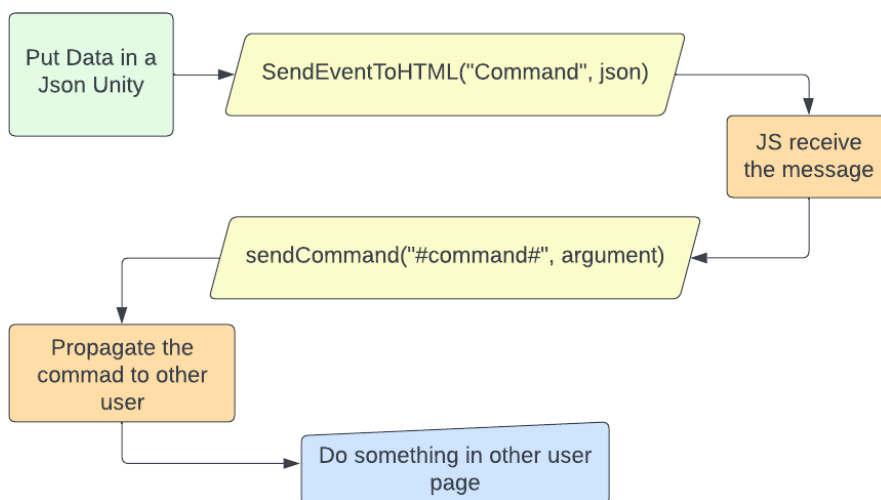 Put Data in a
Json Unity
SendEventToHTML("Command", json)
JS receive
the message
sendCommand("#command#", argument)
Propagate the
commad to other
user
Do something in other user
page